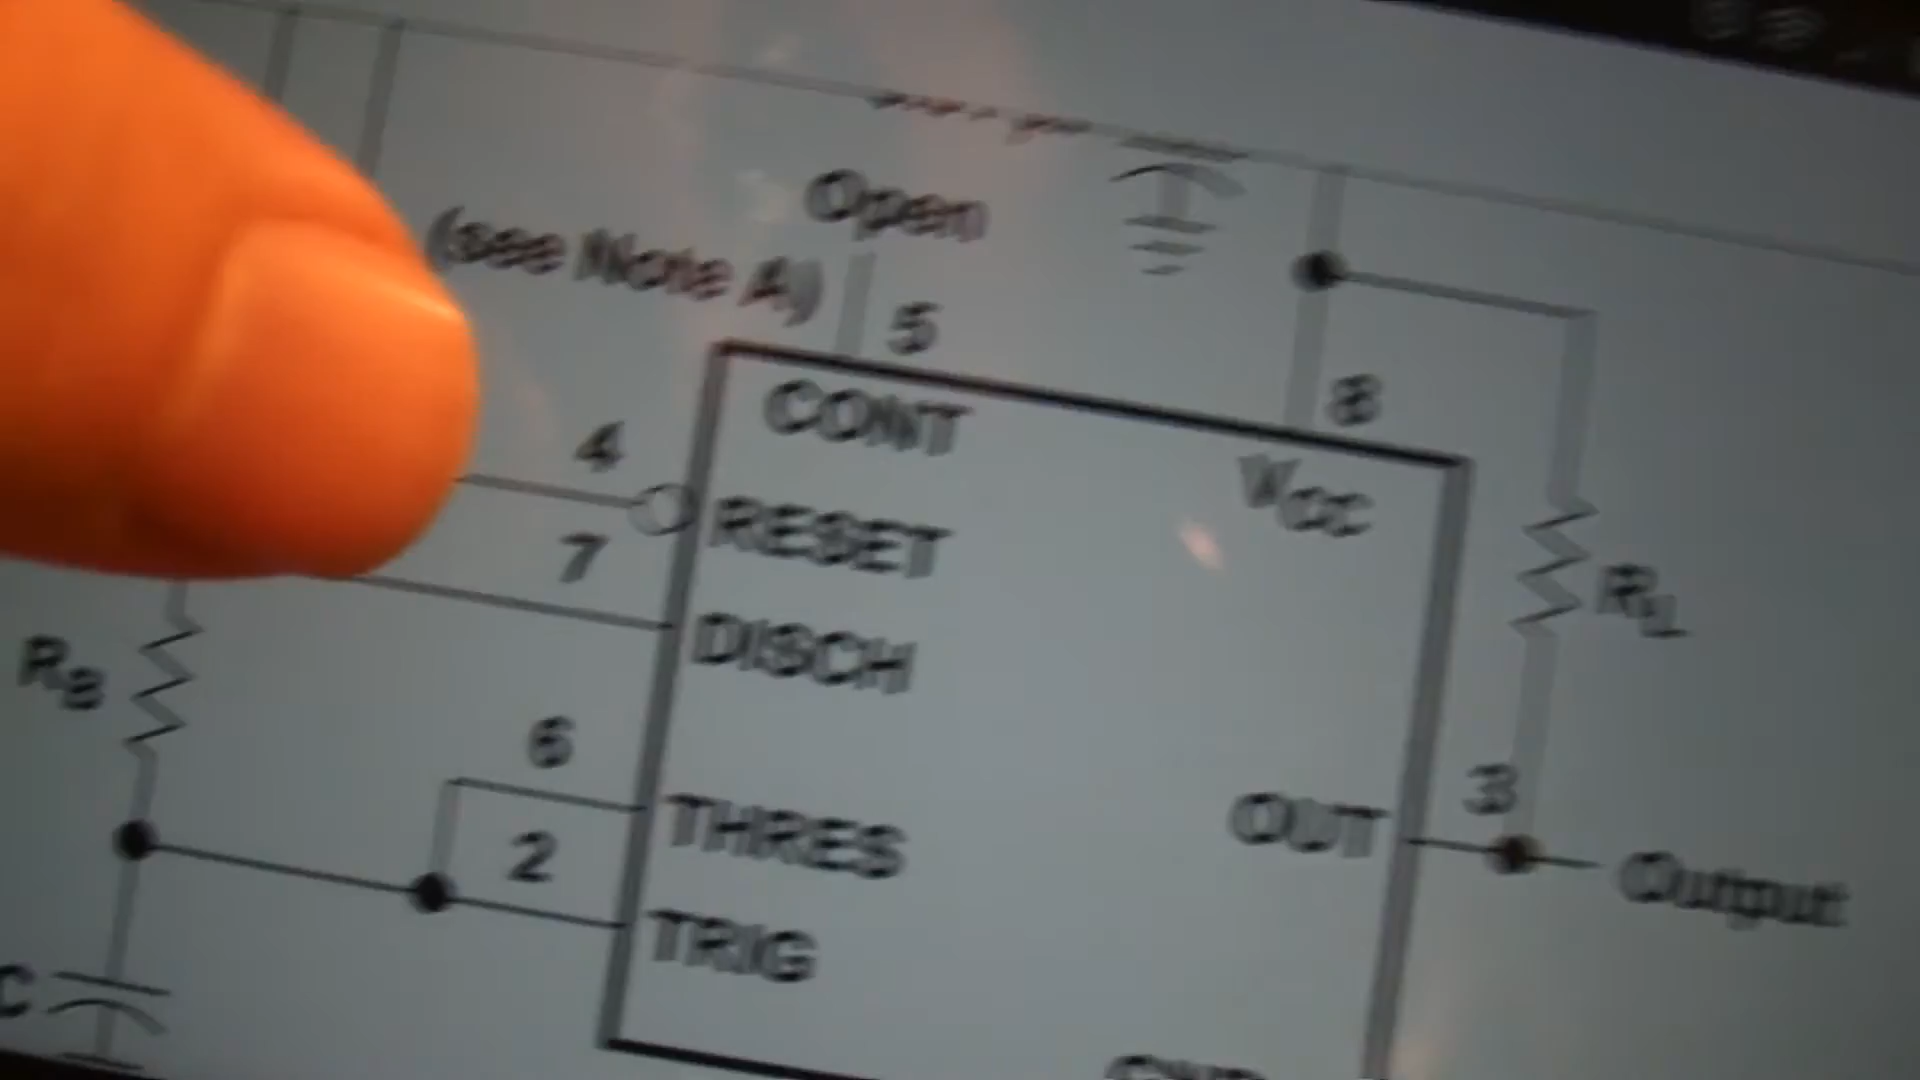 Open
(see Note A)
5
8
CONT
4
VCC
RESET
7
RL
DISCH
RB
6
3
THRES
OUT
Output
2
TRIG
C